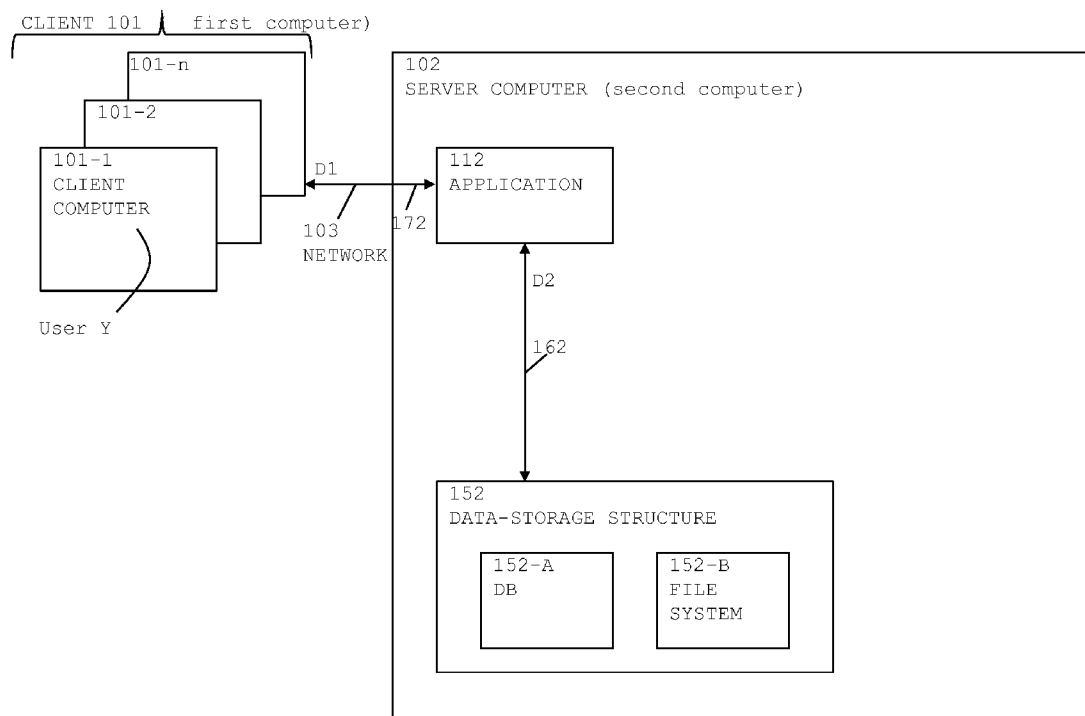 CLIENT 101 first computer)
101-n
101-2
101-1
CLIENT
COMPUTER
User Y
D1
103
NETWORK
172
102
SERVER COMPUTER (second computer)
112
APPLICATION
D2
162
152
DATA-STORAGE STRUCTURE
152-A
DB
152-B
FILE
SYSTEM